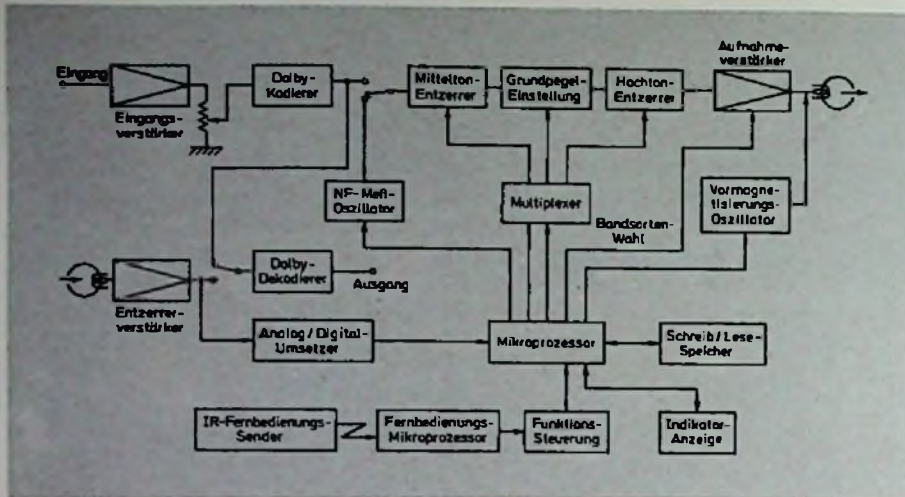 Eingang
Eingangs-
verstärker
Dolby-
Kodierer
Mittelton-
Entzerrer
Grundpegel-
Einstellung
Hochton-
Entzerrer
Aufnahme-
verstärker
NF-Meß-
Oszillator
Multiplexer
Bandsorten-
Wahl
Vormagne-
tisierungs-
Oszillator
Entzerrer-
verstärker
Dolby-
Dekodierer
Ausgang
Analog/Digital-
Umsetzer
Mikroprozessor
Schreib/Lese-
Speicher
IR-Fernbedienungs-
Sender
Fernbedienungs-
Mikroprozessor
Funktions-
Steuerung
Indikator-
Anzeige